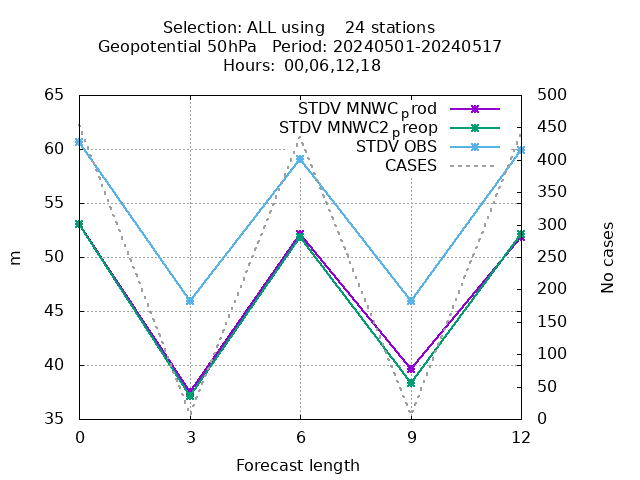 Selection: ALL using    24 stations
Geopotential 50hPa   Period: 20240501-20240517
Hours:  00,06,12,18
STDV MNWC_prod
STDV MNWC2_preop
STDV OBS
CASES
65
60
55
50
45
40
35
m
500
450
400
350
300
250
200
150
100
50
0
No cases
0 3 6 9 12
Forecast length